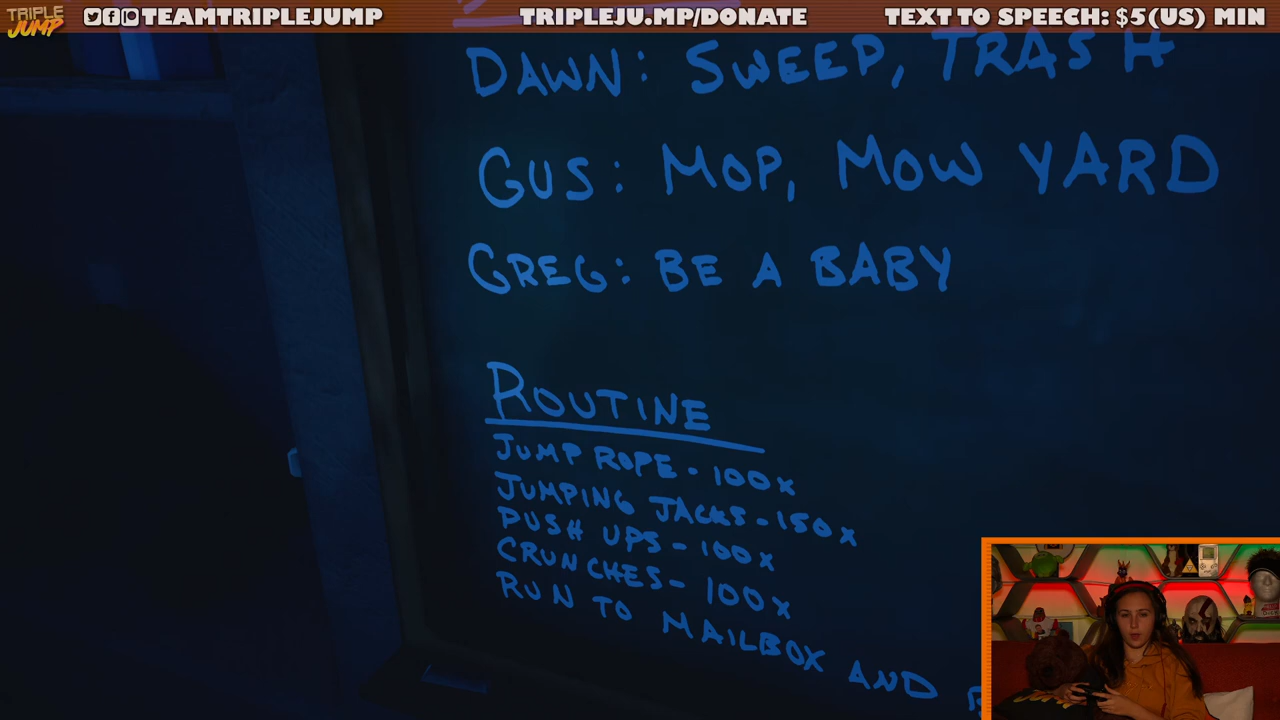 TRIPLE
JUMP
@TEAMTRIPLEJUMP
TRIPLEJU.MP/DONATE
TEXT TO SPEECH: $5(US) MIN
DAWN: SWEEP, TRASH
GUS: MOP, MOW YARD
GREG: BE A BABY
ROUTINE
JUMP ROPE - 100X
JUMPING JACKS - 150X
PUSH UPS - 100X
CRUNCHES - 100X
RUN TO MAILBOX AND